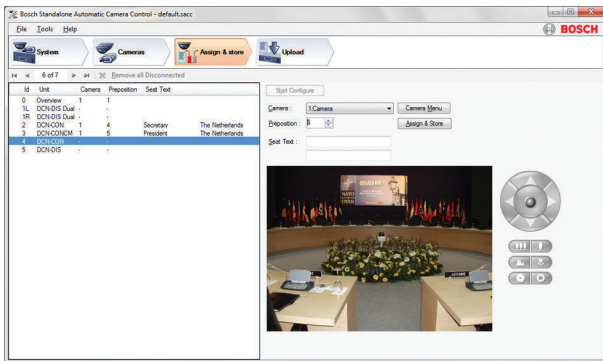 Bosch Standalone Automatic Camera Control - default.sacc
File Tools Help
BOSCH
System Cameras Assign & store Upload
6 of 7 Remove all Disconnected
Id Unit Camera Preposition Seat Text
0 Overview 1 1
1L DCN-DIS Dual - -
1R DCN-DIS Dual - -
2 DCN-CON 1 4 Secretary The Netherlands
3 DCN-CONCM 1 5 President The Netherlands
4 DCN-CON - -
5 DCN-DIS - -
Start Configure
Camera : 1:Camera Camera Menu
Preposition : 6 Assign & Store
Seat Text :
NATO
OTAN